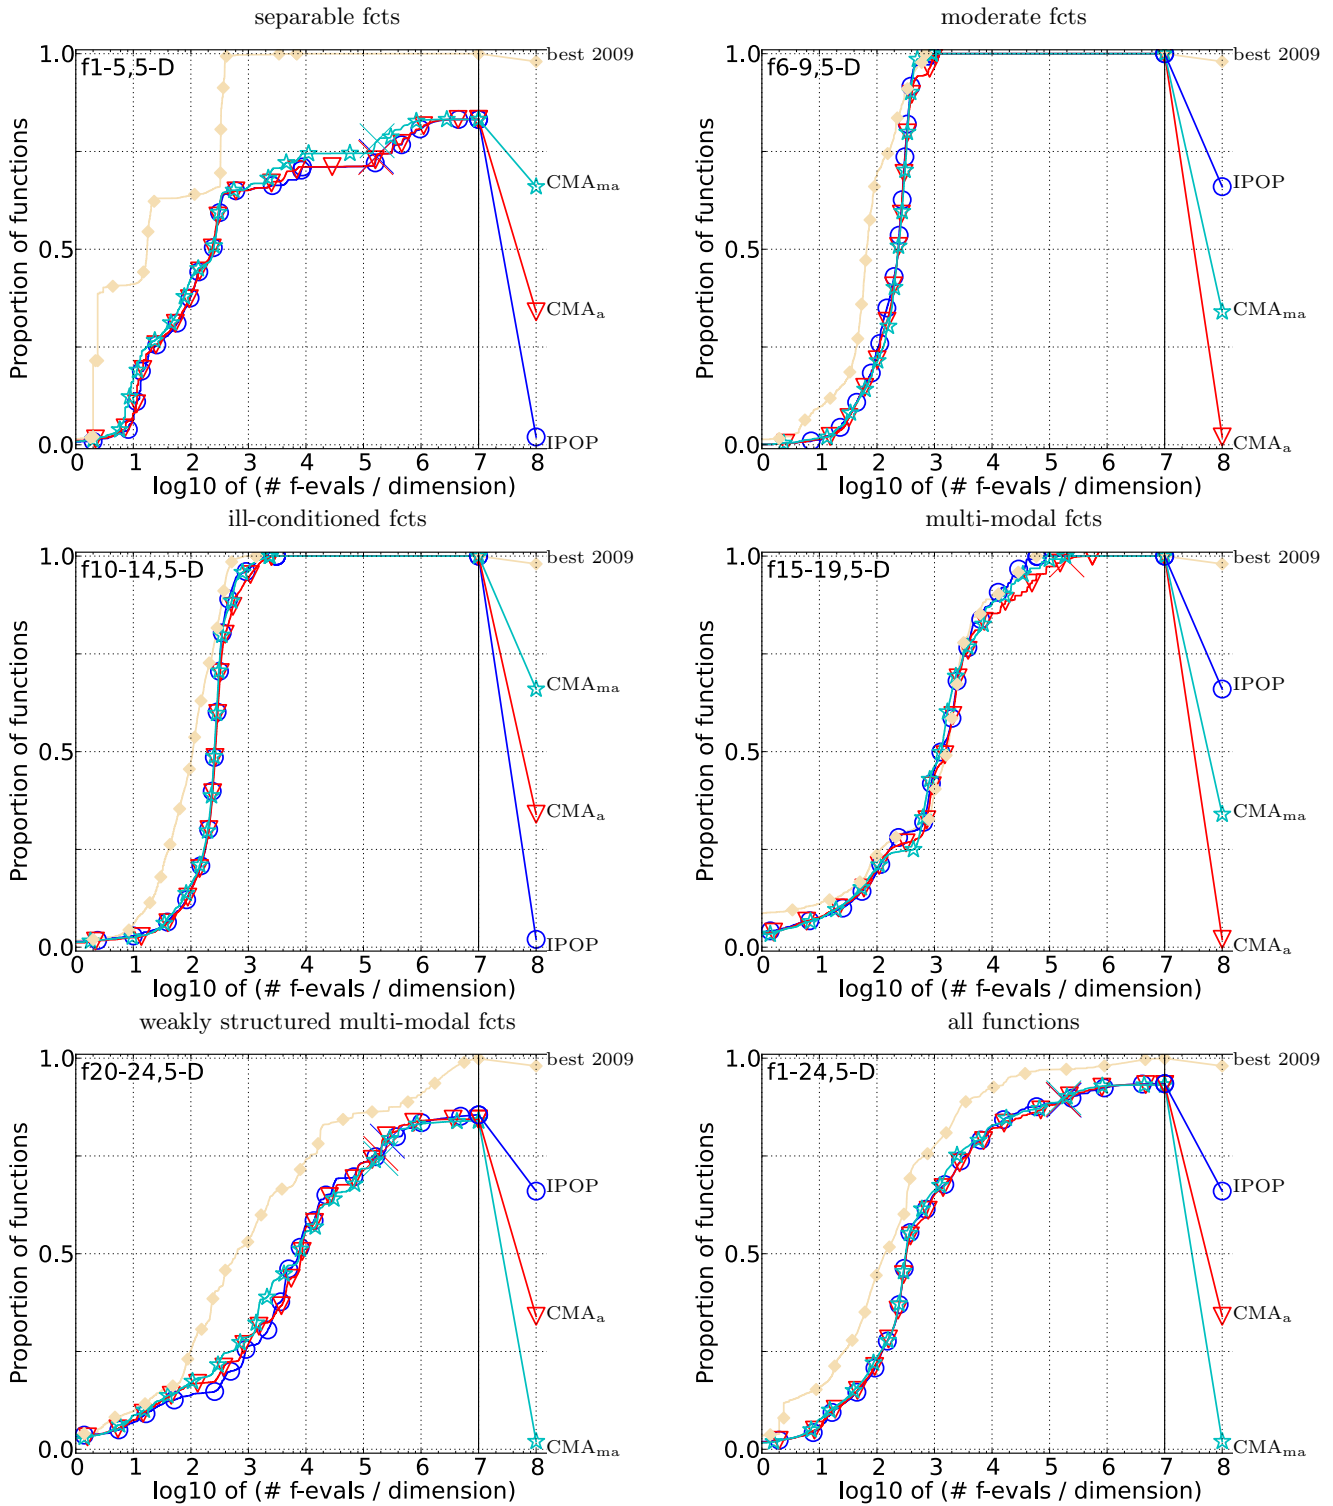 separable fcts
f1-5,5-D
Proportion of functions
1.0
0.5
0.0
0 1 2 3 4 5 6 7 8
log10 of (# f-evals / dimension)
best 2009
CMAma
CMAa
IPOP
moderate fcts
f6-9,5-D
Proportion of functions
1.0
0.5
0.0
0 1 2 3 4 5 6 7 8
log10 of (# f-evals / dimension)
best 2009
IPOP
CMAma
CMAa
ill-conditioned fcts
f10-14,5-D
Proportion of functions
1.0
0.5
0.0
0 1 2 3 4 5 6 7 8
log10 of (# f-evals / dimension)
best 2009
CMAma
CMAa
IPOP
multi-modal fcts
f15-19,5-D
Proportion of functions
1.0
0.5
0.0
0 1 2 3 4 5 6 7 8
log10 of (# f-evals / dimension)
best 2009
IPOP
CMAma
CMAa
weakly structured multi-modal fcts
f20-24,5-D
Proportion of functions
1.0
0.5
0.0
0 1 2 3 4 5 6 7 8
log10 of (# f-evals / dimension)
best 2009
IPOP
CMAa
CMAma
all functions
f1-24,5-D
Proportion of functions
1.0
0.5
0.0
0 1 2 3 4 5 6 7 8
log10 of (# f-evals / dimension)
best 2009
IPOP
CMAa
CMAma